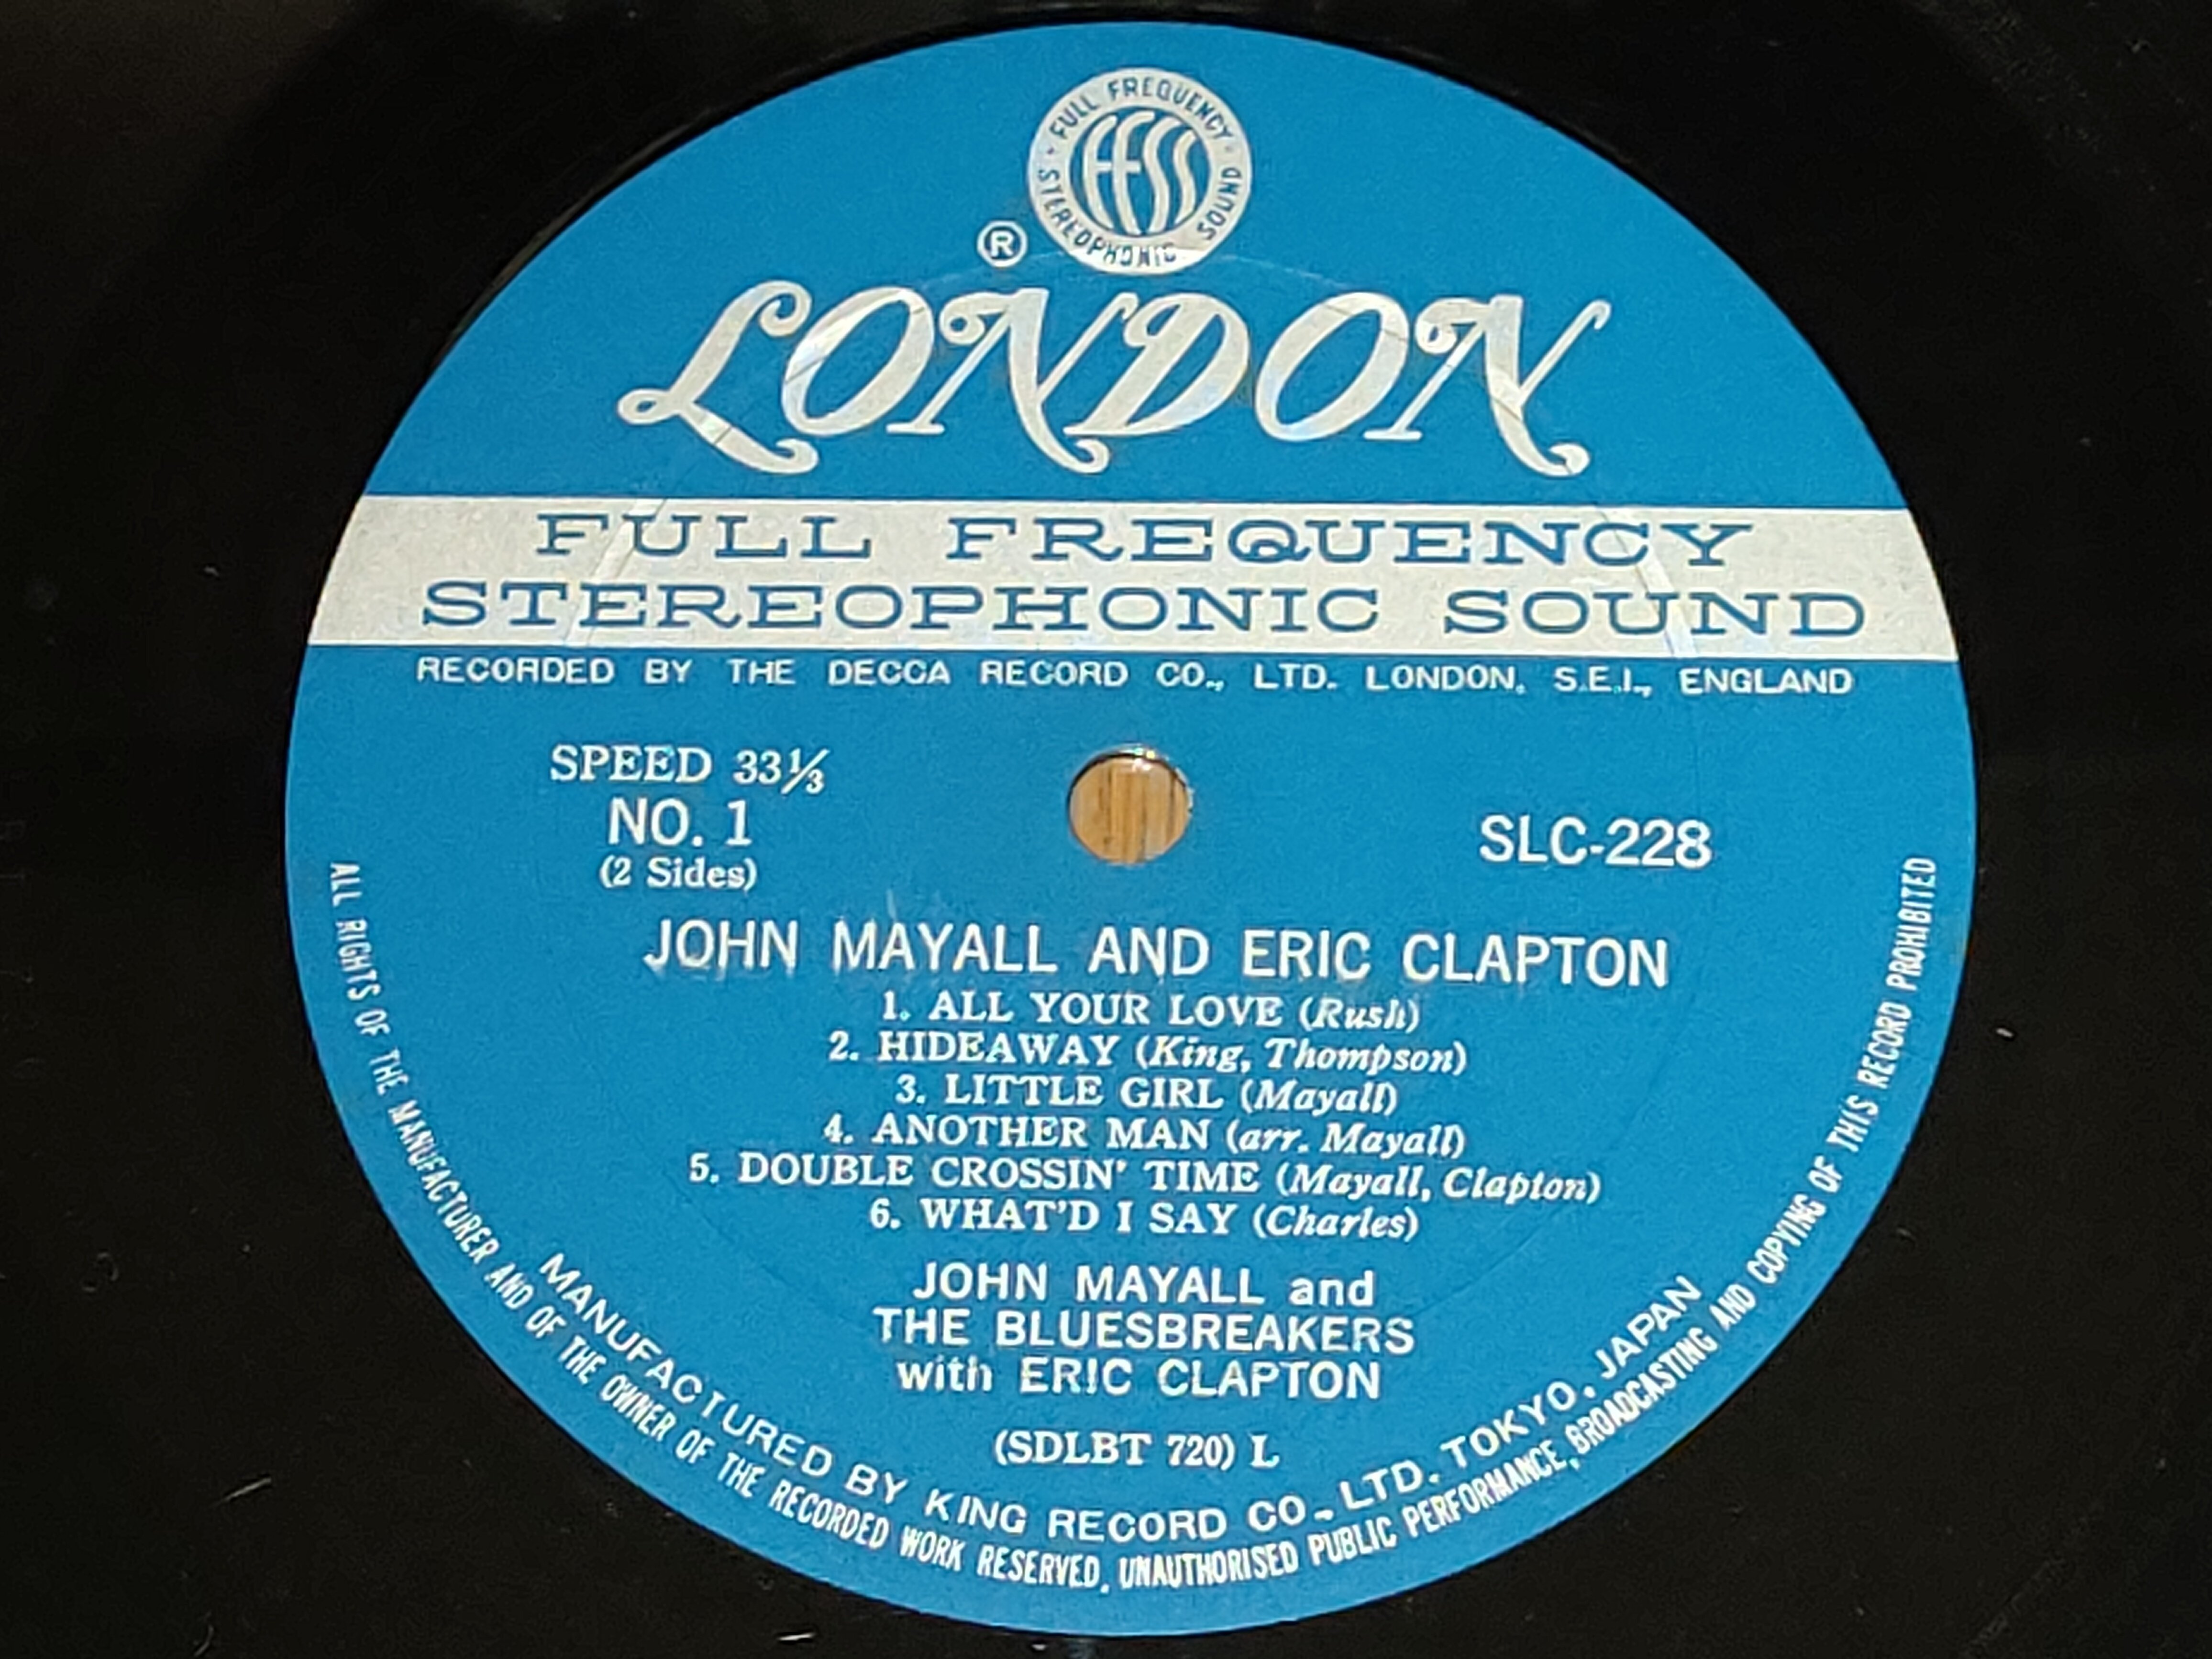 FULL FREQUENCY
ffss
STEREOPHONIC SOUND
®
LONDON
FULL FREQUENCY
STEREOPHONIC SOUND
RECORDED BY THE DECCA RECORD CO., LTD. LONDON, S.E.I., ENGLAND
SPEED 33⅓
NO. 1
(2 Sides)
SLC-228
JOHN MAYALL AND ERIC CLAPTON
1. ALL YOUR LOVE (Rush)
2. HIDEAWAY (King, Thompson)
3. LITTLE GIRL (Mayall)
4. ANOTHER MAN (arr. Mayall)
5. DOUBLE CROSSIN' TIME (Mayall, Clapton)
6. WHAT'D I SAY (Charles)
JOHN MAYALL and
THE BLUESBREAKERS
with ERIC CLAPTON
(SDLBT 720) L
MANUFACTURED BY KING RECORD CO., LTD. TOKYO, JAPAN
ALL RIGHTS OF THE MANUFACTURER AND OF THE OWNER OF THE RECORDED WORK RESERVED. UNAUTHORISED PUBLIC PERFORMANCE, BROADCASTING AND COPYING OF THIS RECORD PROHIBITED